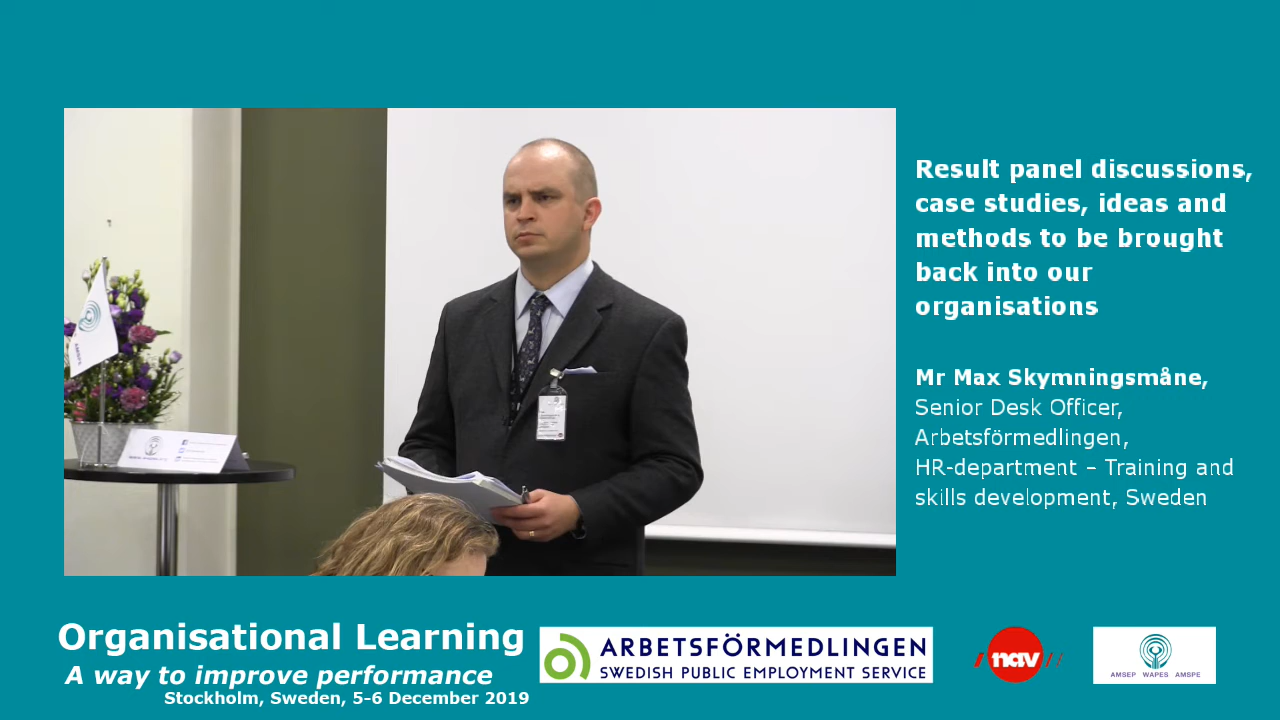 Result panel discussions,
case studies, ideas and
methods to be brought
back into our
organisations
Mr Max Skymningsmåne,
Senior Desk Officer,
Arbetsförmedlingen,
HR-department – Training and
skills development, Sweden
AMSPE
Organisational Learning
A way to improve performance
Stockholm, Sweden, 5-6 December 2019
ARBETSFÖRMEDLINGEN
SWEDISH PUBLIC EMPLOYMENT SERVICE
nav
AMSEP WAPES AMSPE